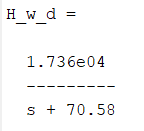 H_w_d =
1.736e04
---------
s + 70.58